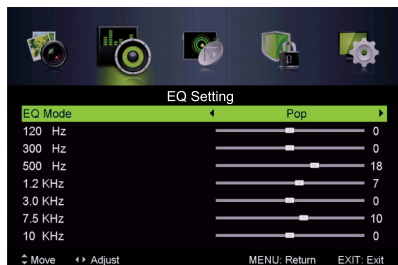 EQ Setting
EQ Mode Pop
120 Hz 0
300 Hz 0
500 Hz 18
1.2 KHz 7
3.0 KHz 0
7.5 KHz 10
10 KHz 0
Move Adjust MENU: Return EXIT: Exit